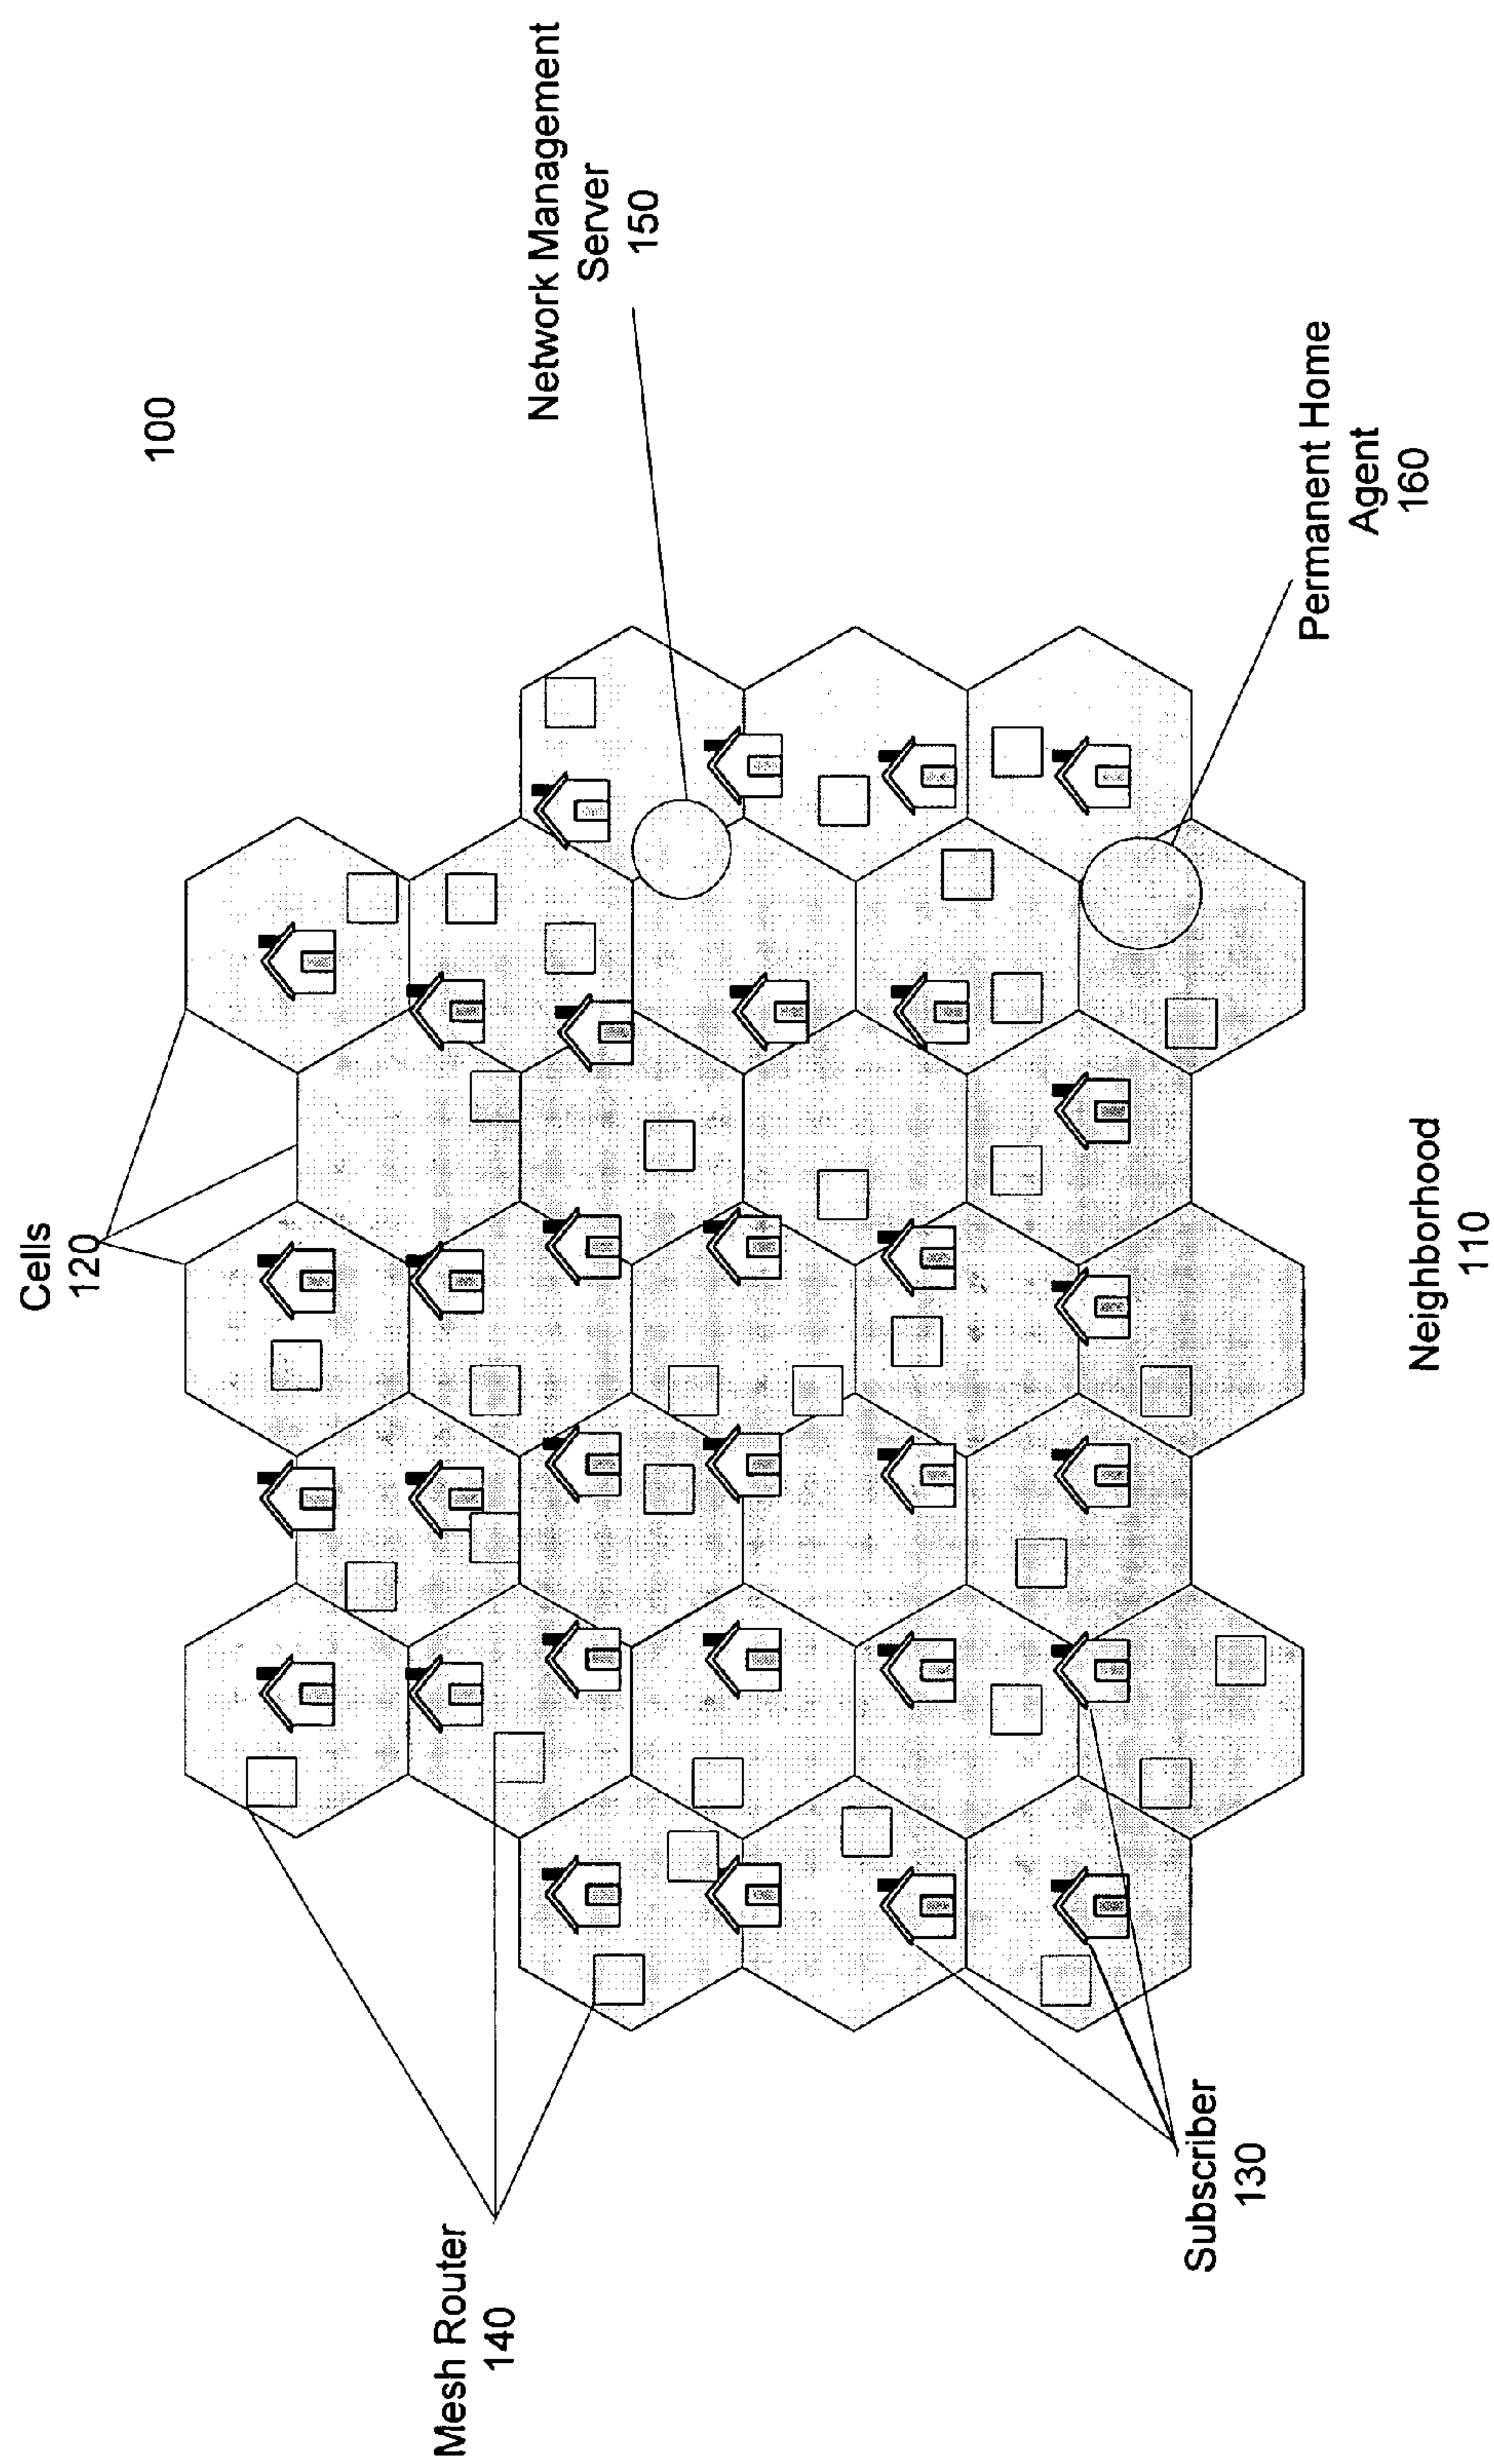 100
Cells
120
Network Management
Server
150
Mesh Router
140
Permanent Home
Agent
160
Subscriber
130
Neighborhood
110